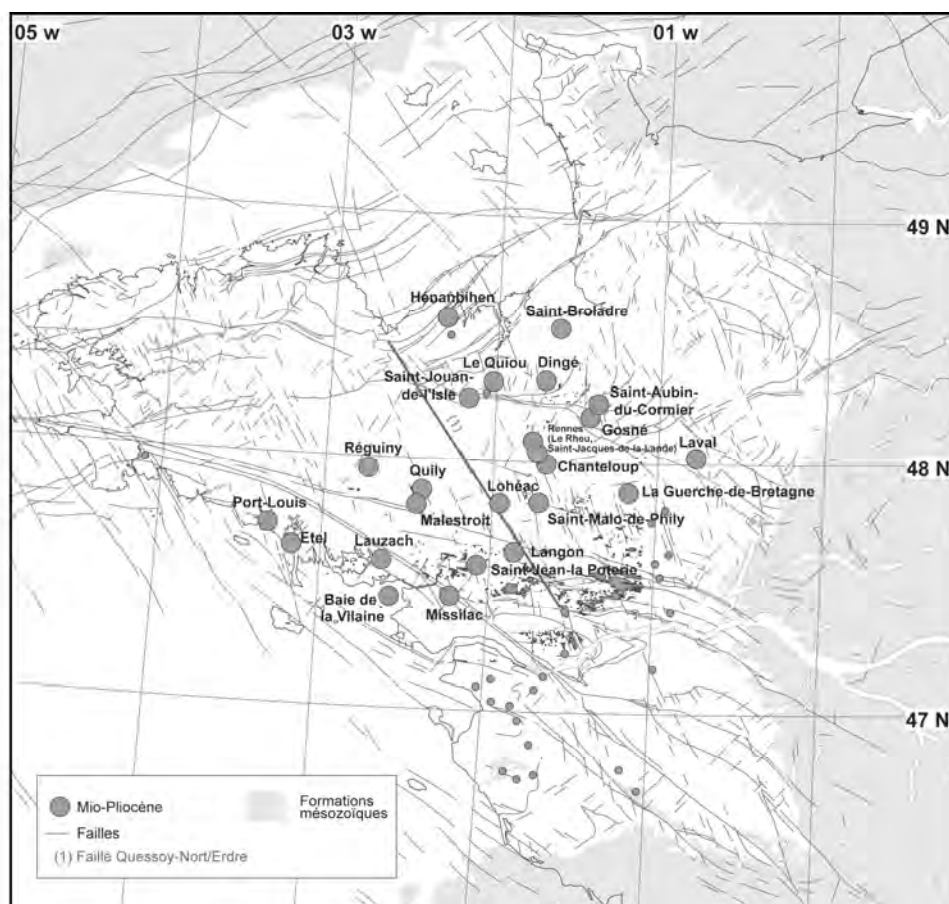 05 w
03 w
01 w
49 N
Hénanbihen
Saint-Broladre
Le Quiou
Dingé
Saint-Jouan-
de-l'Isle
Saint-Aubin-
du-Cormier
Gosné
Rennes
(Le Rheu,
Saint-Jacques-de-la-Lande)
Laval
48 N
Réguiny
Chanteloup
Quily
Lohéac
La Guerche-de-Bretagne
Port-Louis
Malestroit
Saint-Malo-de-Phily
Etel
Lauzach
Langon
Saint-Jean-la Poterie
Baie de
la Vilaine
Missilac
47 N
(1)
Mio-Pliocène
Formations
mésozoïques
Failles
(1) Faille Quessoy-Nort/Erdre